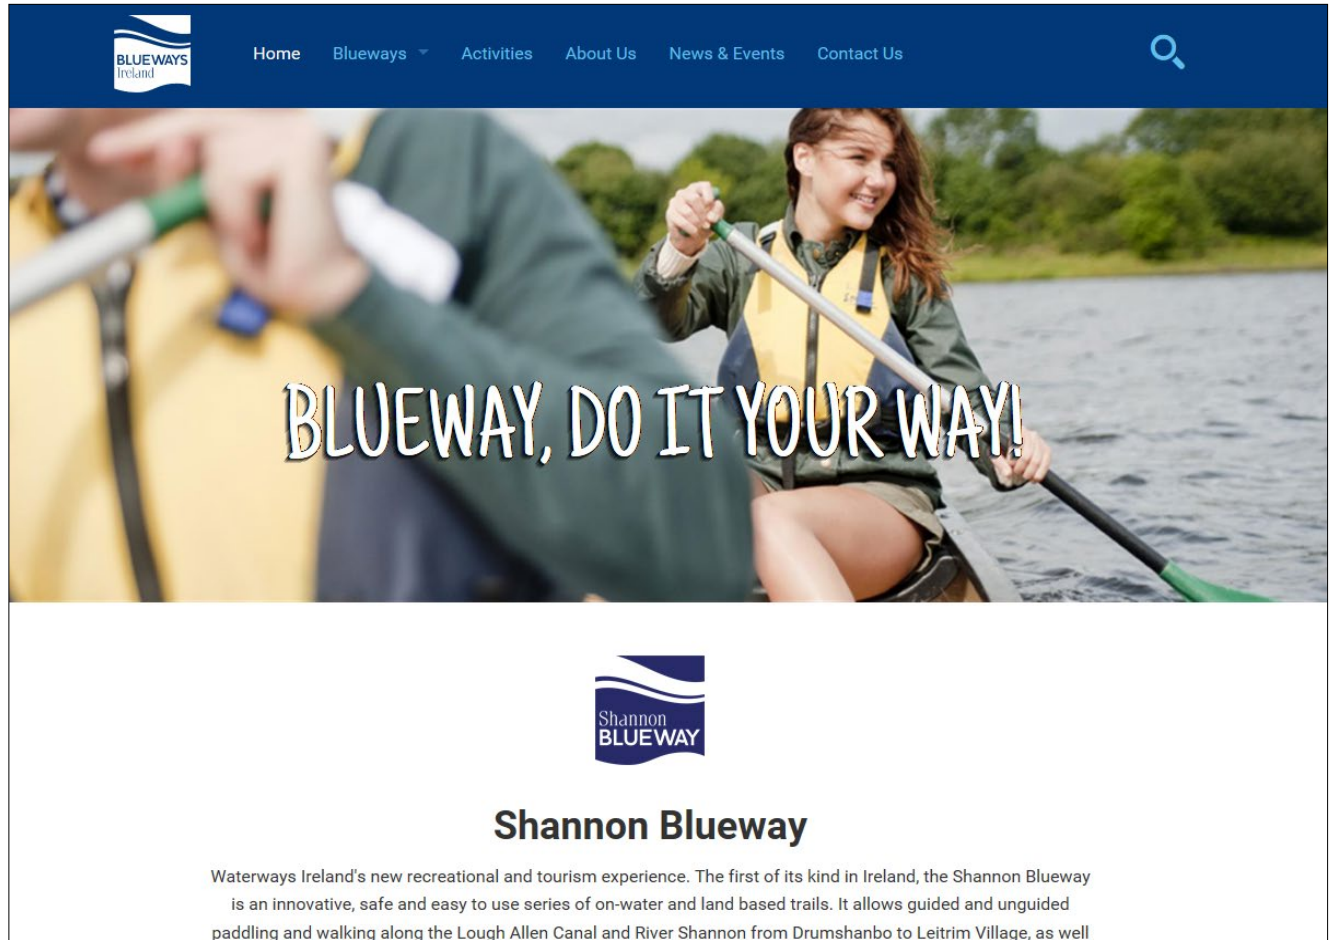 BLUEWAYS
Ireland
Home Blueways Activities About Us News & Events Contact Us
BLUEWAY, DO IT YOUR WAY!
Shannon
BLUEWAY
Shannon Blueway
Waterways Ireland's new recreational and tourism experience. The first of its kind in Ireland, the Shannon Blueway
is an innovative, safe and easy to use series of on-water and land based trails. It allows guided and unguided
paddling and walking along the Lough Allen Canal and River Shannon from Drumshanbo to Leitrim Village, as well